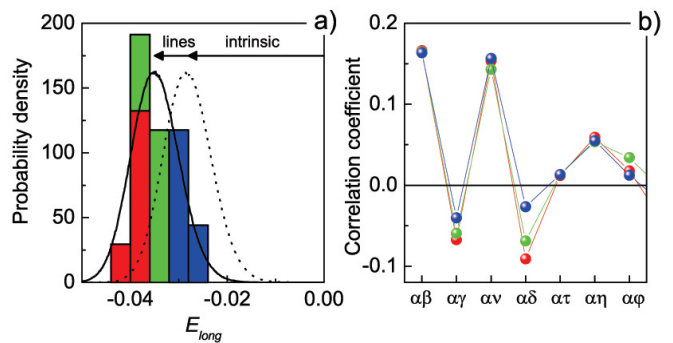 a)
lines intrinsic
Probability density
200
150
100
50
0
-0.04 -0.02 0.00
E_long
b)
Correlation coefficient
0.2
0.1
0.0
-0.1
αβ αγ αν αδ ατ αη αφ